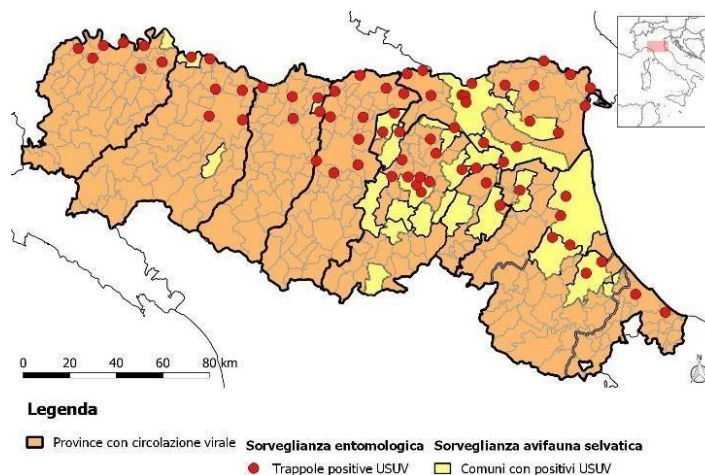 N
0 20 40 60 80 km
Legenda
Province con circolazione virale
Sorveglianza entomologica
Trappole positive USUV
Sorveglianza avifauna selvatica
Comuni con positivi USUV